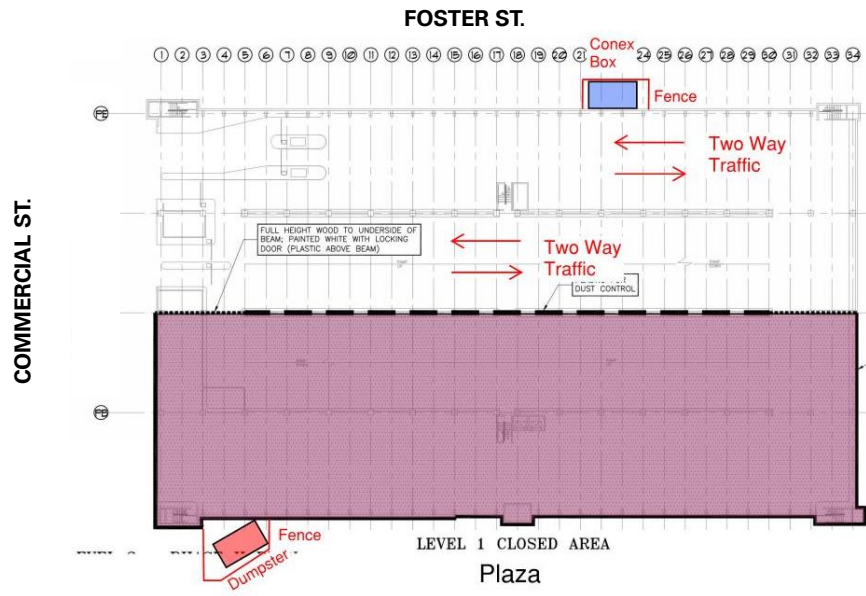 FOSTER ST.
1 2 3 4 5 6 7 8 9 10 11 12 13 14 15 16 17 18 19 20 24 25 26 27 28 29 30 31 32 33 34
Conex
Box
Fence
Two Way
Traffic
COMMERCIAL ST.
FULL HEIGHT WOOD TO UNDERSIDE OF
BEAM; PAINTED WHITE WITH LOCKING
DOOR (PLASTIC ABOVE BEAM)
Two Way
Traffic
DUST CONTROL
Fence
Dumpster
LEVEL 1 CLOSED AREA
Plaza